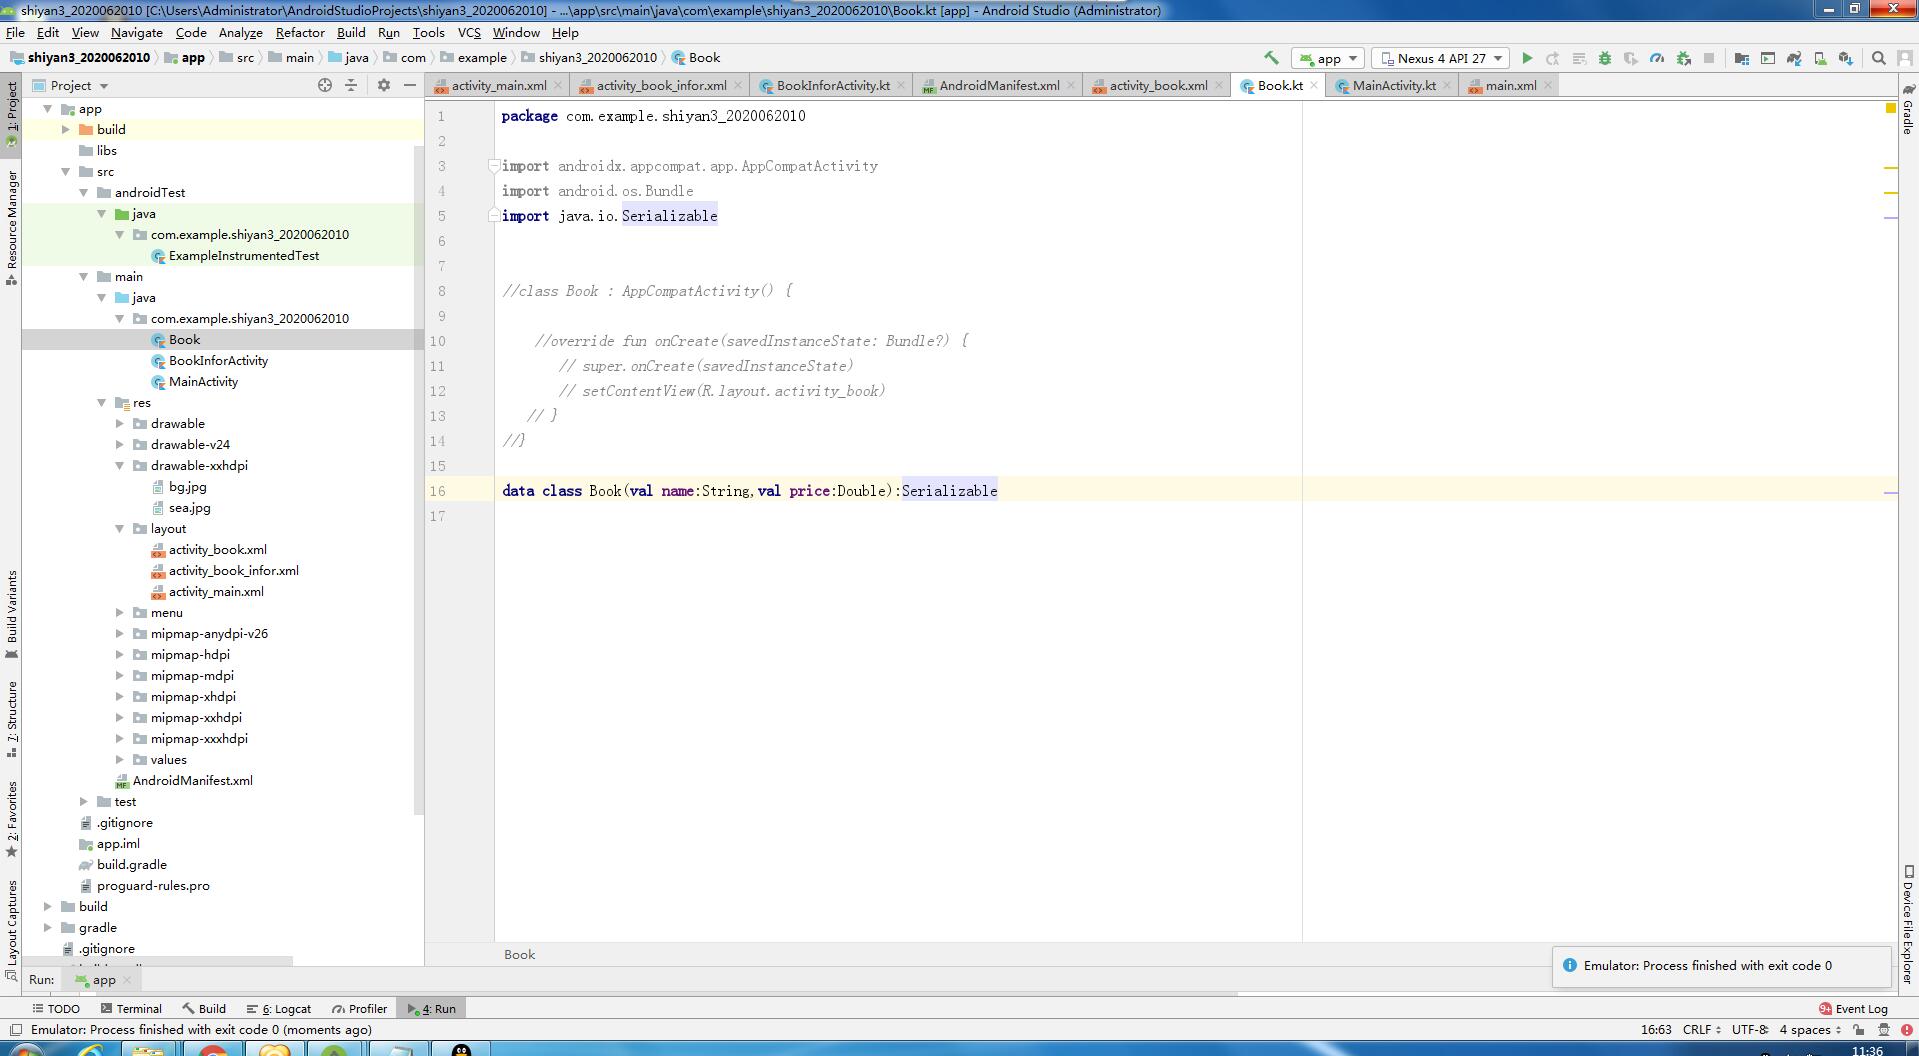 shiyan3_2020062010 [C:\Users\Administrator\AndroidStudioProjects\shiyan3_2020062010] - ...\app\src\main\java\com\example\shiyan3_2020062010\Book.kt [app] - Android Studio (Administrator)
File Edit View Navigate Code Analyze Refactor Build Run Tools VCS Window Help
shiyan3_2020062010 app src main java com example shiyan3_2020062010 Book app Nexus 4 API 27
Project activity_main.xml activity_book_infor.xml BookInforActivity.kt AndroidManifest.xml activity_book.xml Book.kt MainActivity.kt main.xml
1: Project
Resource Manager
Build Variants
7: Structure
2: Favorites
Layout Captures
app
build
libs
src
androidTest
java
com.example.shiyan3_2020062010
ExampleInstrumentedTest
main
java
com.example.shiyan3_2020062010
Book
BookInforActivity
MainActivity
res
drawable
drawable-v24
drawable-xxhdpi
bg.jpg
sea.jpg
layout
activity_book.xml
activity_book_infor.xml
activity_main.xml
menu
mipmap-anydpi-v26
mipmap-hdpi
mipmap-mdpi
mipmap-xhdpi
mipmap-xxhdpi
mipmap-xxxhdpi
values
AndroidManifest.xml
test
.gitignore
app.iml
build.gradle
proguard-rules.pro
build
gradle
.gitignore
1 package com.example.shiyan3_2020062010
2
3 import androidx.appcompat.app.AppCompatActivity
4 import android.os.Bundle
5 import java.io.Serializable
6
7
8 //class Book : AppCompatActivity() {
9
10 //override fun onCreate(savedInstanceState: Bundle?) {
11 // super.onCreate(savedInstanceState)
12 // setContentView(R.layout.activity_book)
13 // }
14 //}
15
16 data class Book(val name:String,val price:Double):Serializable
17
Book
Gradle
Device File Explorer
Emulator: Process finished with exit code 0
Run: app
TODO Terminal Build 6: Logcat Profiler 4: Run 9+ Event Log
Emulator: Process finished with exit code 0 (moments ago) 16:63 CRLF UTF-8 4 spaces
11:36